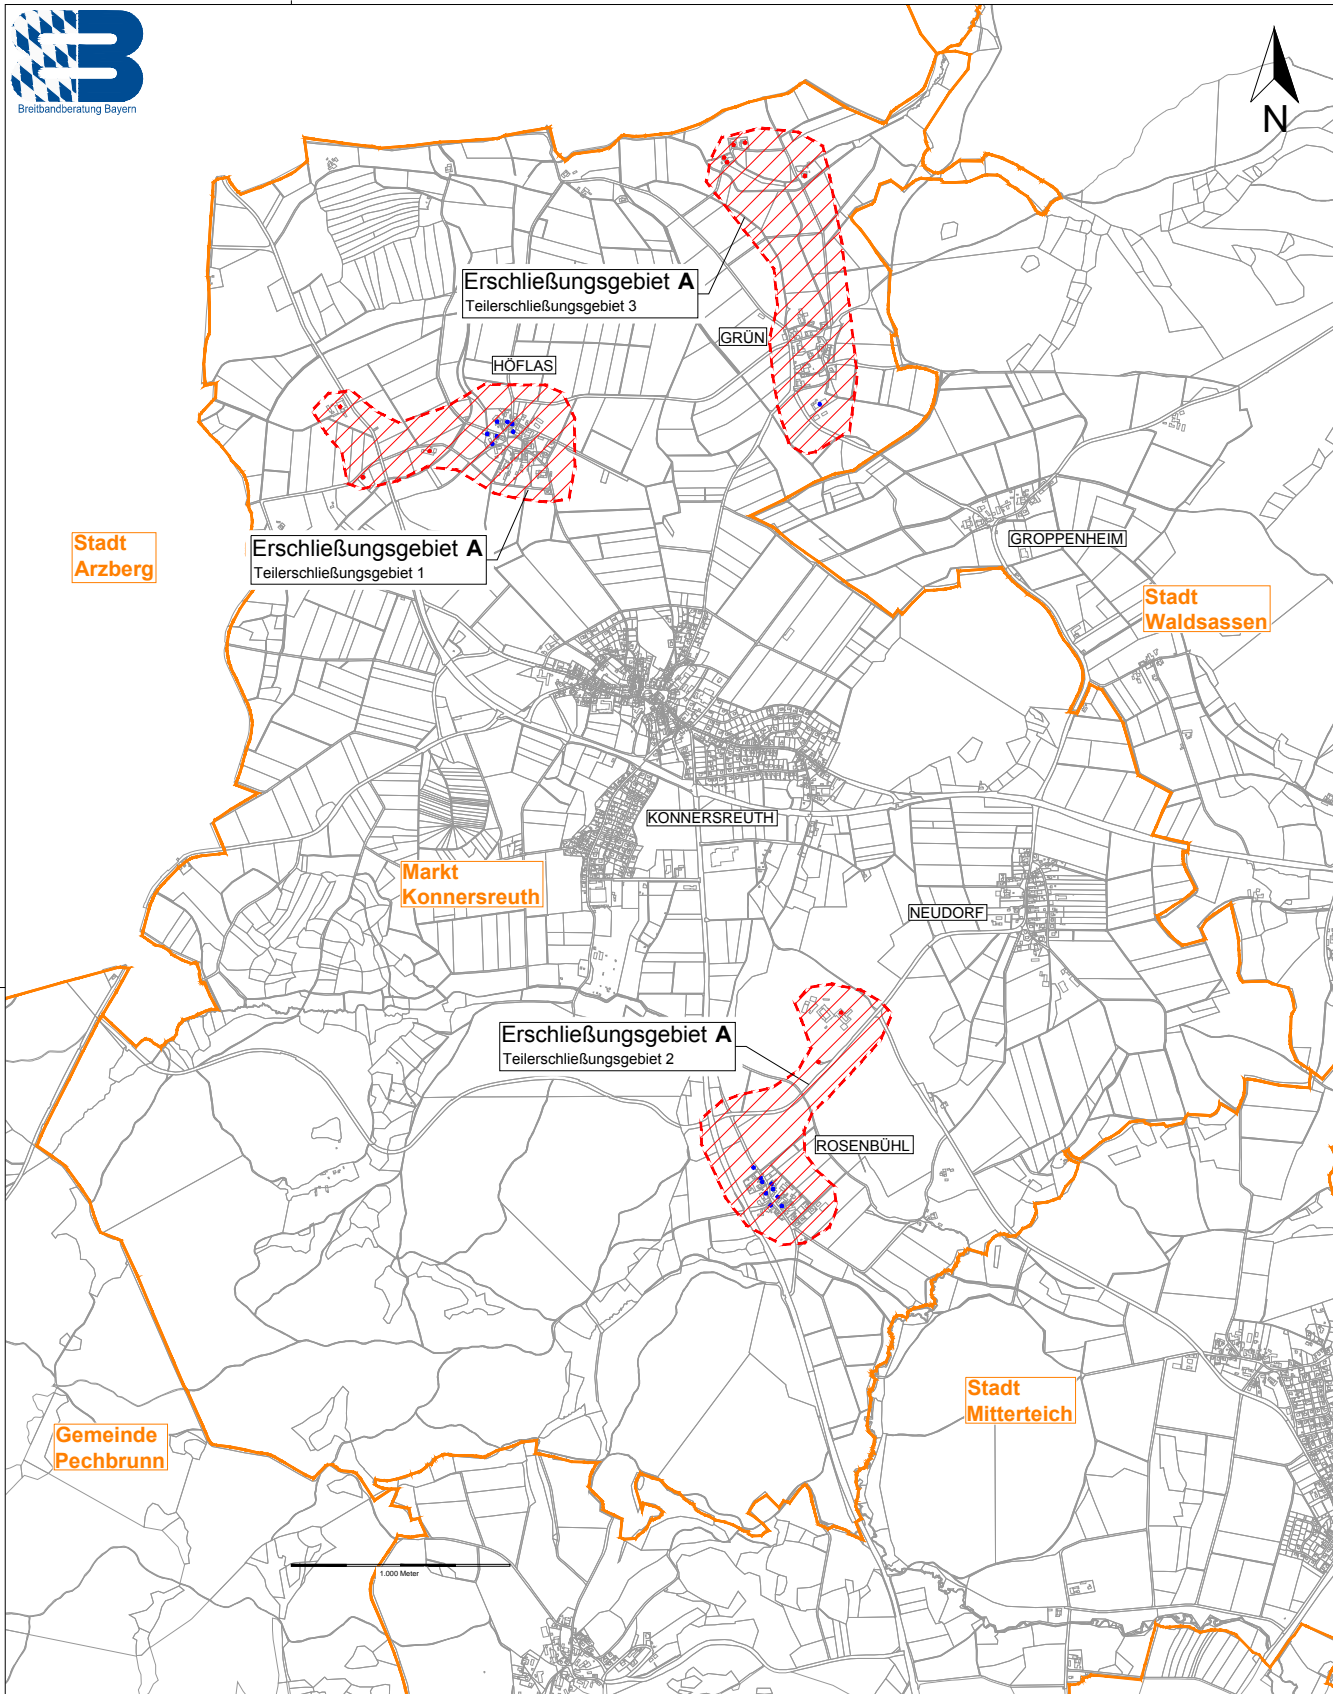 Breitbandberatung Bayern
N
Erschließungsgebiet A
Teilerschließungsgebiet 3
GRÜN
HÖFLAS
Stadt
Arzberg
Erschließungsgebiet A
Teilerschließungsgebiet 1
GROPPENHEIM
Stadt
Waldsassen
KONNERSREUTH
Markt
Konnersreuth
NEUDORF
Erschließungsgebiet A
Teilerschließungsgebiet 2
ROSENBÜHL
Stadt
Mitterteich
Gemeinde
Pechbrunn
1.000 Meter